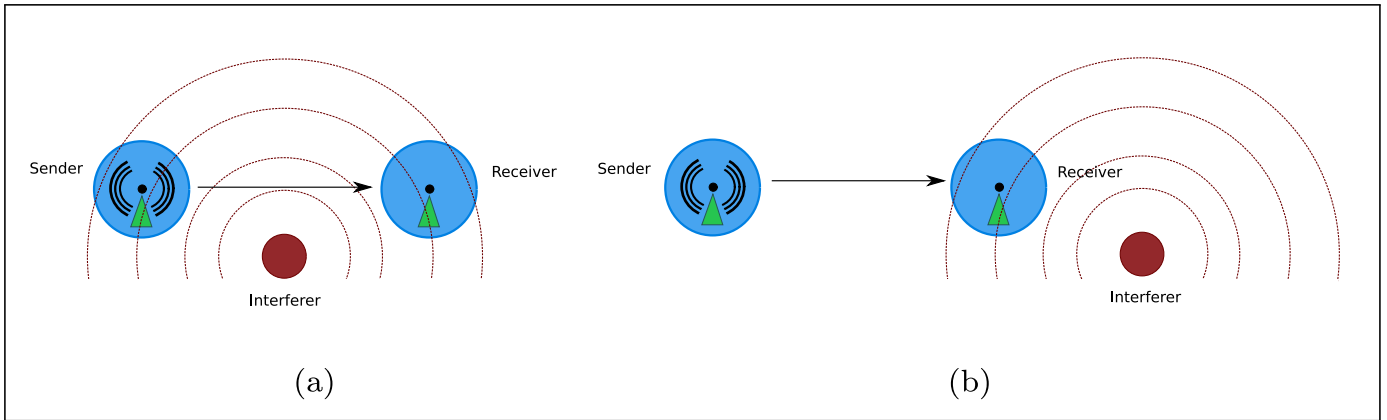 Sender
Receiver
Interferer
(a)
Sender
Receiver
Interferer
(b)